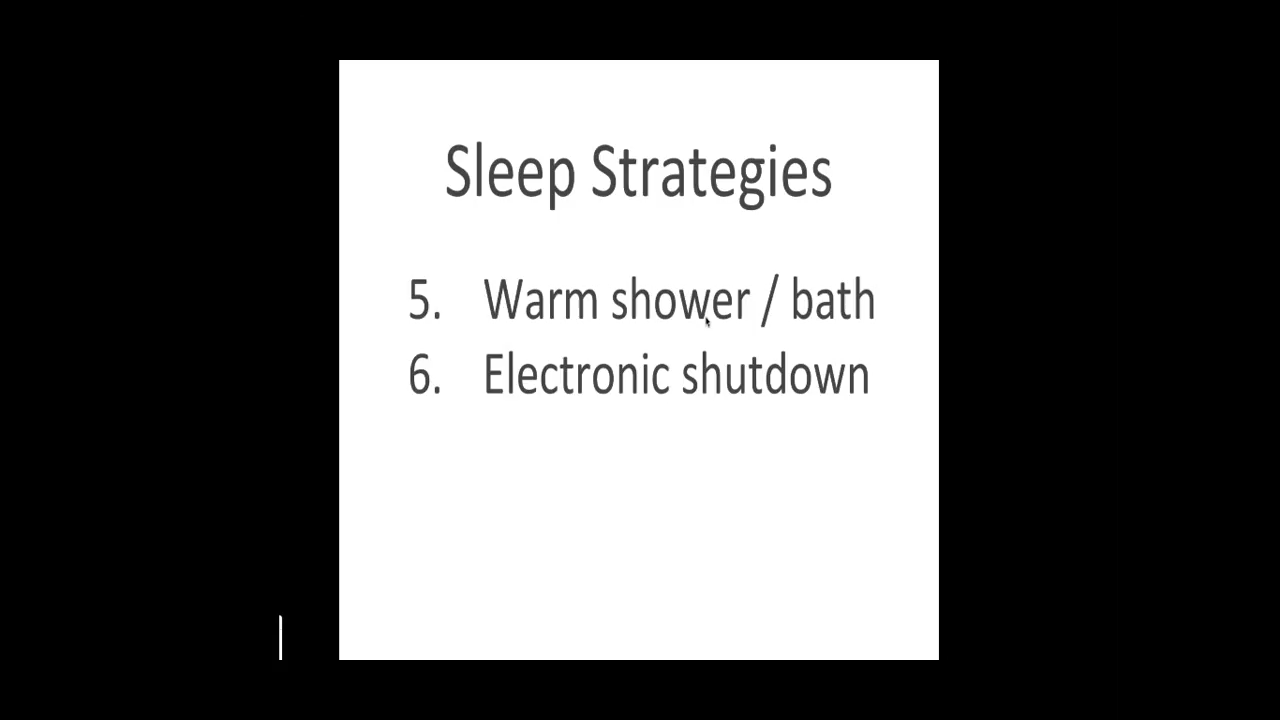 Sleep Strategies
5. Warm shower / bath
6. Electronic shutdown